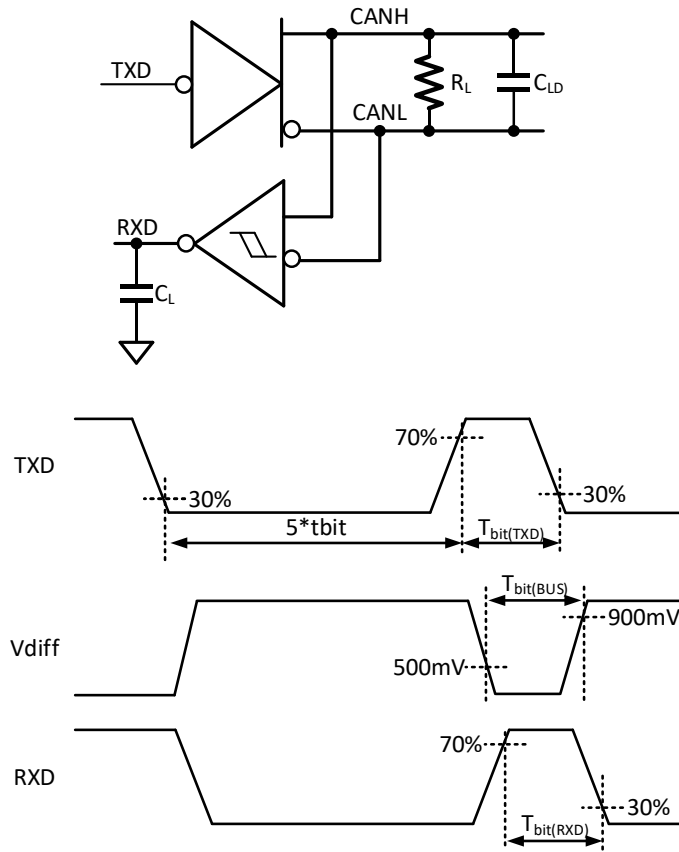 CANH
TXD
R_L
C_LD
CANL
RXD
C_L
70%
TXD
30%
30%
5*tbit
T_bit(TXD)
T_bit(BUS)
900mV
Vdiff
500mV
70%
RXD
30%
T_bit(RXD)